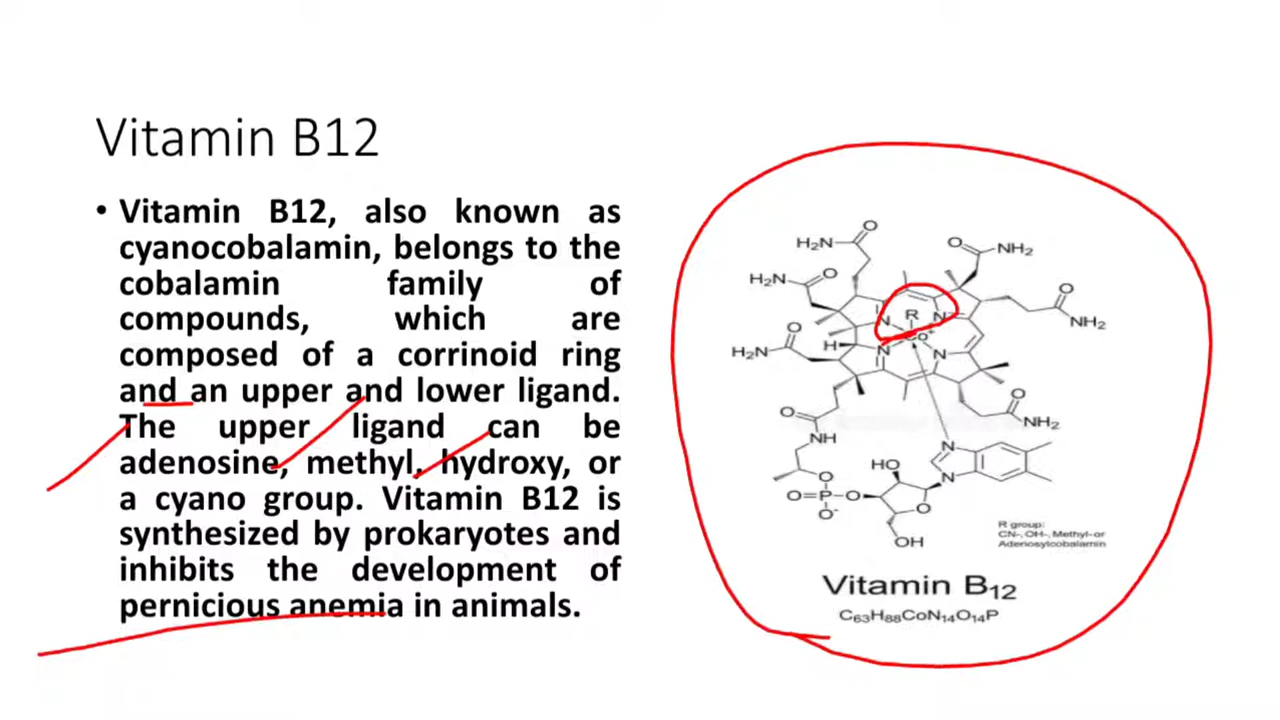 Vitamin B12
• Vitamin B12, also known as
cyanocobalamin, belongs to the
cobalamin family of
compounds, which are
composed of a corrinoid ring
and an upper and lower ligand.
The upper ligand can be
adenosine, methyl, hydroxy, or
a cyano group. Vitamin B12 is
synthesized by prokaryotes and
inhibits the development of
pernicious anemia in animals.
O
H₂N
O
NH₂
H₂N
O
O
NH₂
R
N
N
Co⁺
O
H₂N
H
N
N
O
NH₂
O
NH
N
HO
N
O
O=P-O
O⁻
O
OH
R group:
CN-, OH-, Methyl-or
Adenosylcobalamin
Vitamin B₁₂
C₆₃H₈₈CoN₁₄O₁₄P